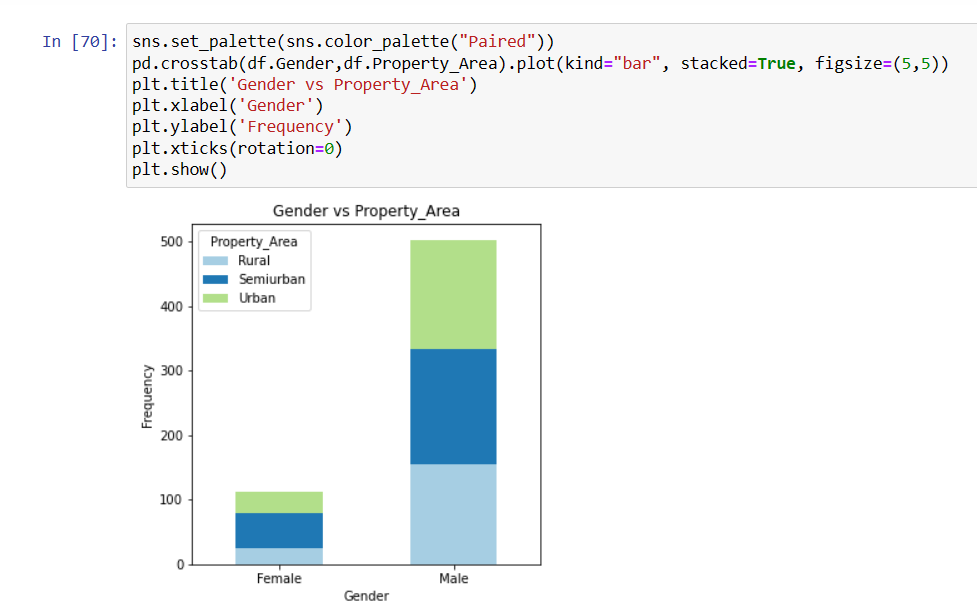 In [70]: sns.set_palette(sns.color_palette("Paired"))
pd.crosstab(df.Gender,df.Property_Area).plot(kind="bar", stacked=True, figsize=(5,5))
plt.title('Gender vs Property_Area')
plt.xlabel('Gender')
plt.ylabel('Frequency')
plt.xticks(rotation=0)
plt.show()
Gender vs Property_Area
Property_Area
Rural
Semiurban
Urban
500
400
300
200
100
0
Frequency
Female Male
Gender